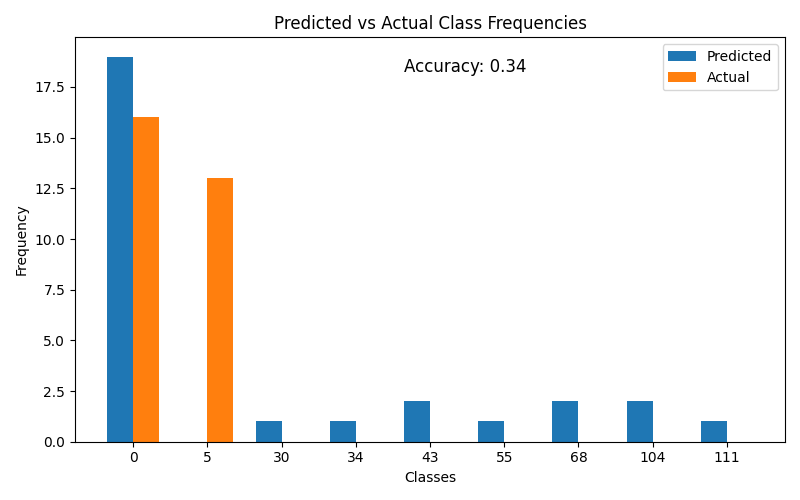 Predicted vs Actual Class Frequencies
Accuracy: 0.34
Predicted
Actual
17.5
15.0
12.5
10.0
7.5
5.0
2.5
0.0
Frequency
0 5 30 34 43 55 68 104 111
Classes